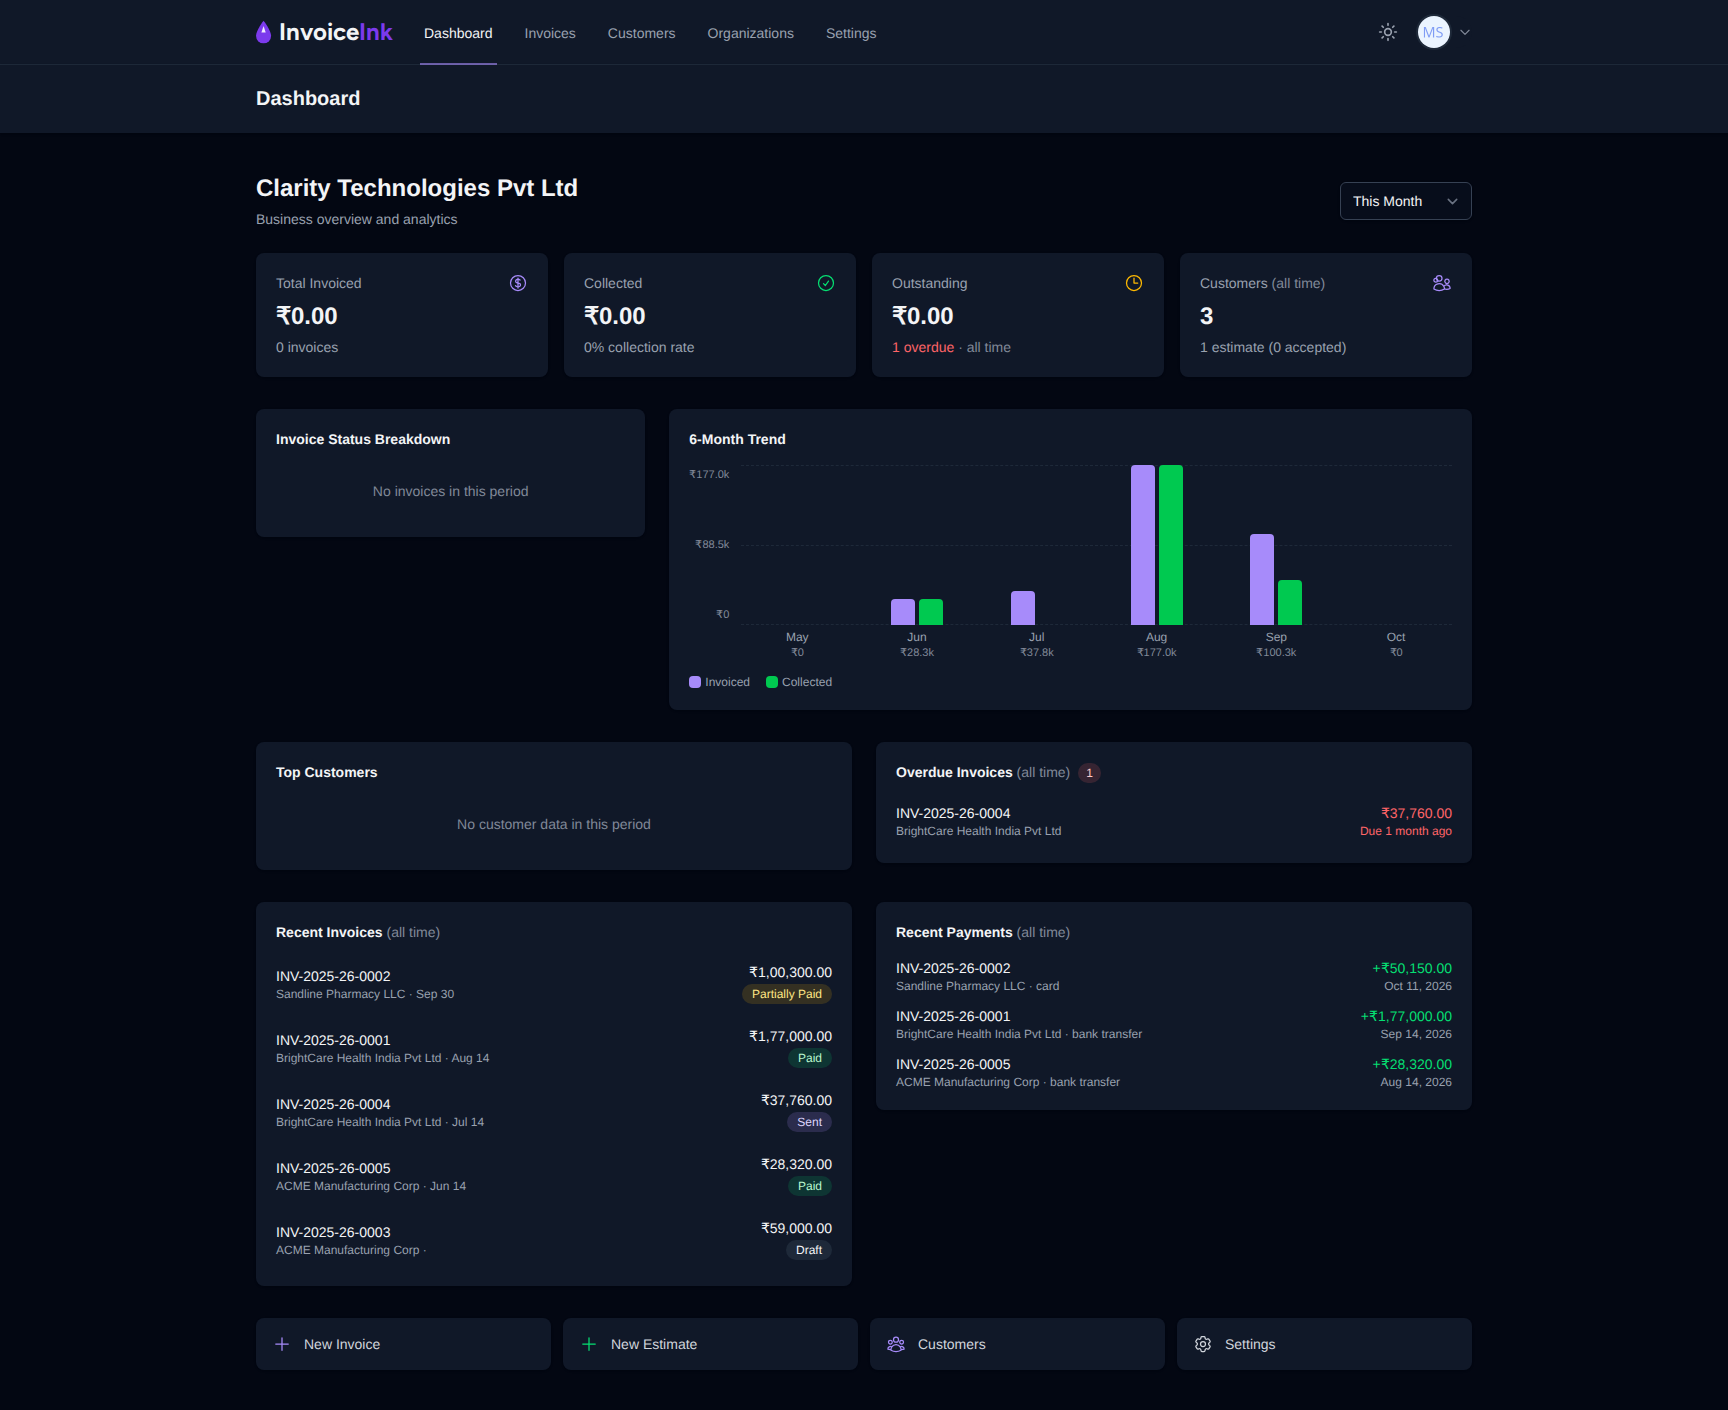 InvoiceInk
Dashboard
Invoices
Customers
Organizations
Settings
MS
Dashboard
Clarity Technologies Pvt Ltd
Business overview and analytics
This Month
Total Invoiced
₹0.00
0 invoices
Collected
₹0.00
0% collection rate
Outstanding
₹0.00
1 overdue · all time
Customers (all time)
3
1 estimate (0 accepted)
Invoice Status Breakdown
No invoices in this period
6-Month Trend
₹177.0k
₹88.5k
₹0
May
₹0
Jun
₹28.3k
Jul
₹37.8k
Aug
₹177.0k
Sep
₹100.3k
Oct
₹0
Invoiced
Collected
Top Customers
No customer data in this period
Overdue Invoices (all time) 1
INV-2025-26-0004
₹37,760.00
BrightCare Health India Pvt Ltd
Due 1 month ago
Recent Invoices (all time)
INV-2025-26-0002
₹1,00,300.00
Sandline Pharmacy LLC · Sep 30
Partially Paid
INV-2025-26-0001
₹1,77,000.00
BrightCare Health India Pvt Ltd · Aug 14
Paid
INV-2025-26-0004
₹37,760.00
BrightCare Health India Pvt Ltd · Jul 14
Sent
INV-2025-26-0005
₹28,320.00
ACME Manufacturing Corp · Jun 14
Paid
INV-2025-26-0003
₹59,000.00
ACME Manufacturing Corp ·
Draft
Recent Payments (all time)
INV-2025-26-0002
+₹50,150.00
Sandline Pharmacy LLC · card
Oct 11, 2026
INV-2025-26-0001
+₹1,77,000.00
BrightCare Health India Pvt Ltd · bank transfer
Sep 14, 2026
INV-2025-26-0005
+₹28,320.00
ACME Manufacturing Corp · bank transfer
Aug 14, 2026
New Invoice
New Estimate
Customers
Settings